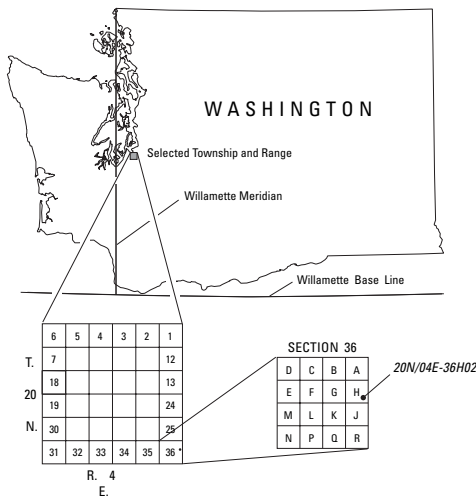 WASHINGTON
Selected Township and Range
Willamette Meridian
Willamette Base Line
6 5 4 3 2 1
T. 7 12
18 13
20 19 24
N. 30 25
31 32 33 34 35 36*
R. 4
E.
SECTION 36
D C B A
E F G H
M L K J
N P Q R
20N/04E-36H02